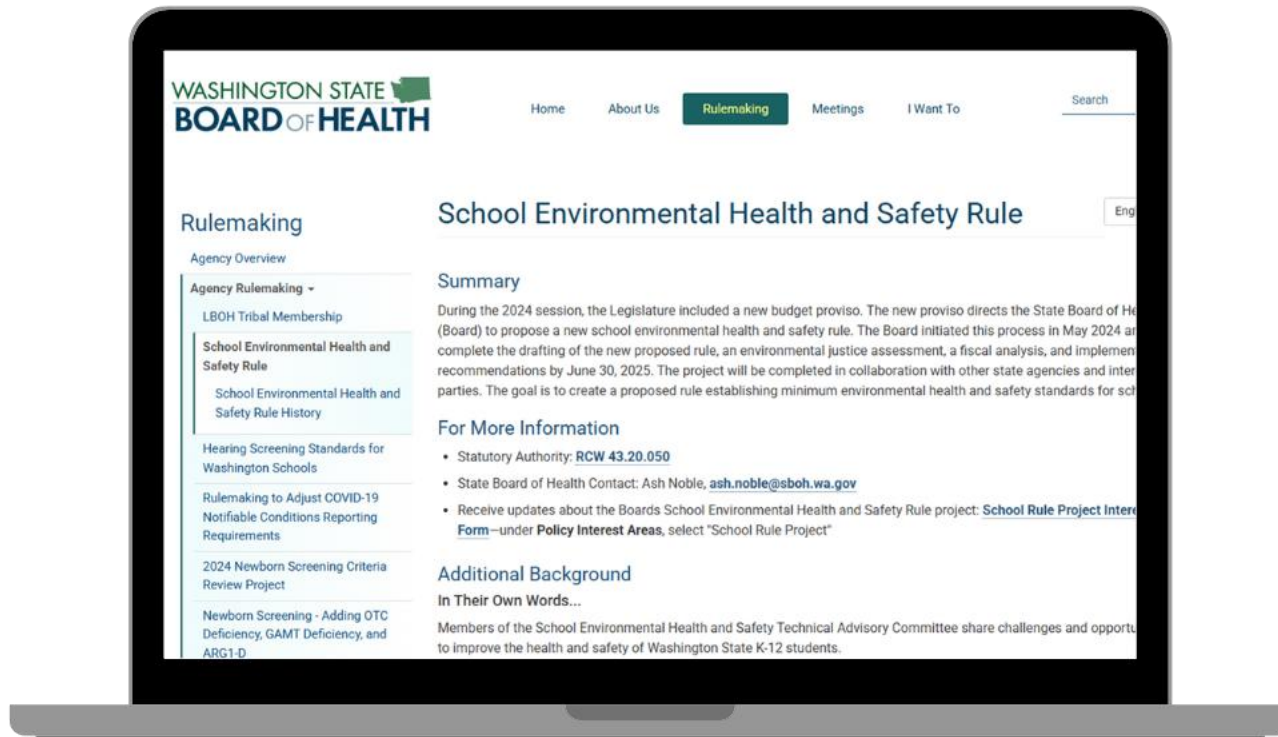 WASHINGTON STATE
BOARD OF HEALTH
Home About Us Rulemaking Meetings I Want To
Search
Rulemaking
Agency Overview
Agency Rulemaking
LBOH Tribal Membership
School Environmental Health and
Safety Rule
School Environmental Health and
Safety Rule History
Hearing Screening Standards for
Washington Schools
Rulemaking to Adjust COVID-19
Notifiable Conditions Reporting
Requirements
2024 Newborn Screening Criteria
Review Project
Newborn Screening - Adding OTC
Deficiency, GAMT Deficiency, and
ARG1-D
School Environmental Health and Safety Rule
Eng
Summary
During the 2024 session, the Legislature included a new budget proviso. The new proviso directs the State Board of He
(Board) to propose a new school environmental health and safety rule. The Board initiated this process in May 2024 ar
complete the drafting of the new proposed rule, an environmental justice assessment, a fiscal analysis, and implemen
recommendations by June 30, 2025. The project will be completed in collaboration with other state agencies and inter
parties. The goal is to create a proposed rule establishing minimum environmental health and safety standards for sch
For More Information
• Statutory Authority: RCW 43.20.050
• State Board of Health Contact: Ash Noble, ash.noble@sboh.wa.gov
• Receive updates about the Boards School Environmental Health and Safety Rule project: School Rule Project Intere
Form—under Policy Interest Areas, select "School Rule Project"
Additional Background
In Their Own Words...
Members of the School Environmental Health and Safety Technical Advisory Committee share challenges and opportu
to improve the health and safety of Washington State K-12 students.